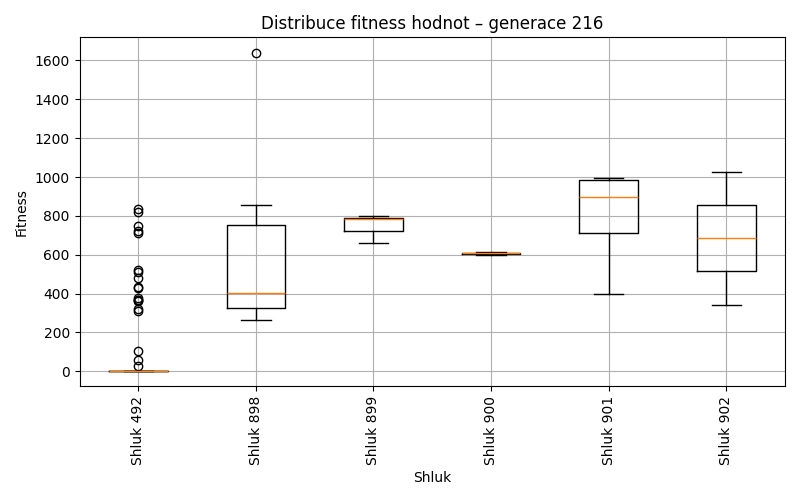 Distribuce fitness hodnot – generace 216
Fitness
1600
1400
1200
1000
800
600
400
200
0
Shluk 492
Shluk 898
Shluk 899
Shluk 900
Shluk 901
Shluk 902
Shluk